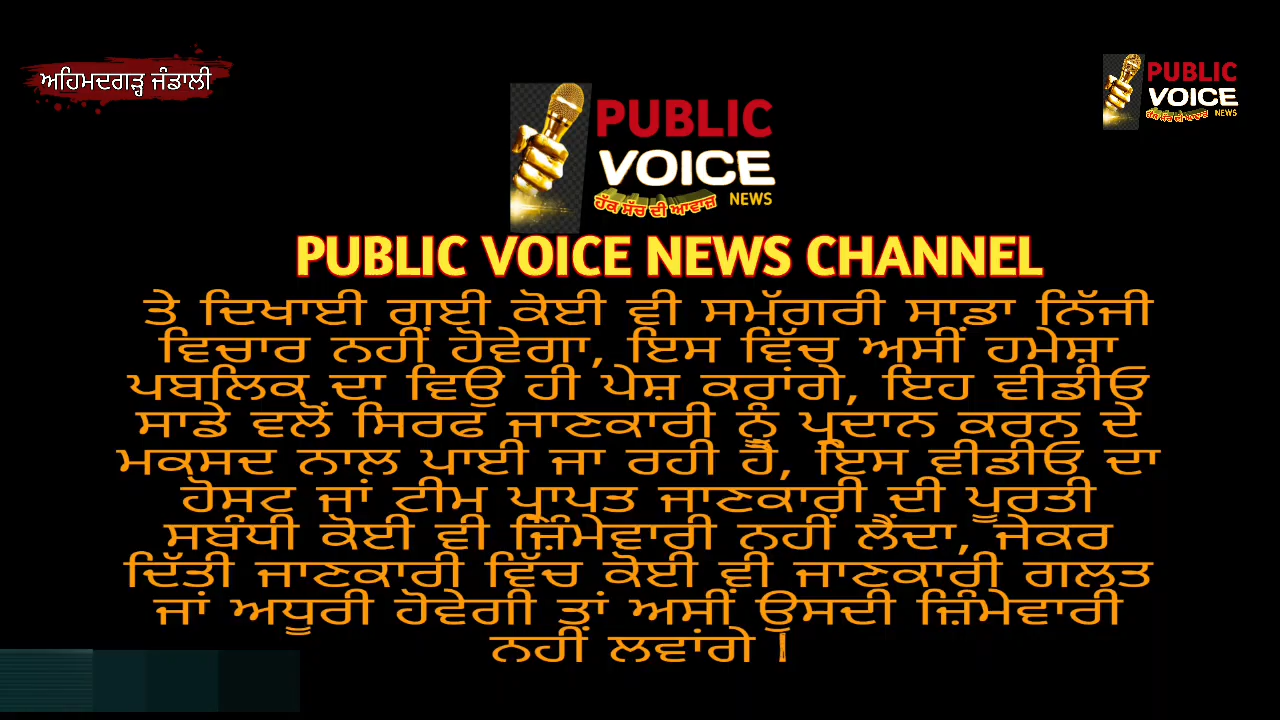 ਅਹਿਮਦਗੜ੍ਹ ਜੰਡਾਲੀ
PUBLIC
VOICE
NEWS
ਹੱਕ ਸੱਚ ਦੀ ਆਵਾਜ਼
PUBLIC
VOICE
ਹੱਕ ਸੱਚ ਦੀ ਆਵਾਜ਼
NEWS
PUBLIC VOICE NEWS CHANNEL
ਤੇ ਦਿਖਾਈ ਗਈ ਕੋਈ ਵੀ ਸਮੱਗਰੀ ਸਾਡਾ ਨਿੱਜੀ
ਵਿਚਾਰ ਨਹੀਂ ਹੋਵੇਗਾ, ਇਸ ਵਿੱਚ ਅਸੀਂ ਹਮੇਸ਼ਾ
ਪਬਲਿਕ ਦਾ ਵਿਉ ਹੀ ਪੇਸ਼ ਕਰਾਂਗੇ, ਇਹ ਵੀਡੀਓ
ਸਾਡੇ ਵਲੋਂ ਸਿਰਫ ਜਾਣਕਾਰੀ ਨੂੰ ਪ੍ਰਦਾਨ ਕਰਨ ਦੇ
ਮਕਸਦ ਨਾਲ ਪਾਈ ਜਾ ਰਹੀ ਹੈ, ਇਸ ਵੀਡੀਓ ਦਾ
ਹੋਸਟ ਜਾਂ ਟੀਮ ਪ੍ਰਾਪਤ ਜਾਣਕਾਰੀ ਦੀ ਪੂਰਤੀ
ਸਬੰਧੀ ਕੋਈ ਵੀ ਜ਼ਿੰਮੇਵਾਰੀ ਨਹੀਂ ਲੈਂਦਾ, ਜੇਕਰ
ਦਿੱਤੀ ਜਾਣਕਾਰੀ ਵਿੱਚ ਕੋਈ ਵੀ ਜਾਣਕਾਰੀ ਗਲਤ
ਜਾਂ ਅਧੂਰੀ ਹੋਵੇਗੀ ਤਾਂ ਅਸੀਂ ਉਸਦੀ ਜ਼ਿੰਮੇਵਾਰੀ
ਨਹੀਂ ਲਵਾਂਗੇ।